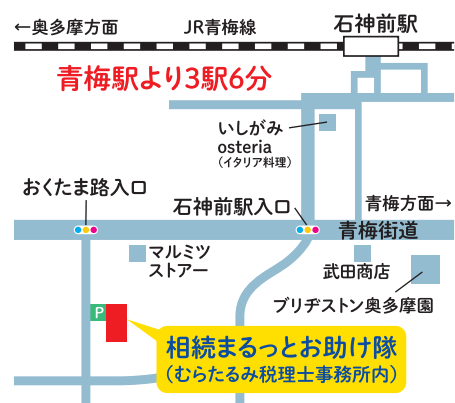 ←奥多摩方面
JR青梅線
石神前駅
青梅駅より3駅6分
いしがみ
osteria
(イタリア料理)
おくたま路入口
石神前駅入口
青梅方面→
青梅街道
マルミツ
ストアー
武田商店
ブリヂストン奥多摩園
P
相続まるっとお助け隊
(むらたるみ税理士事務所内)